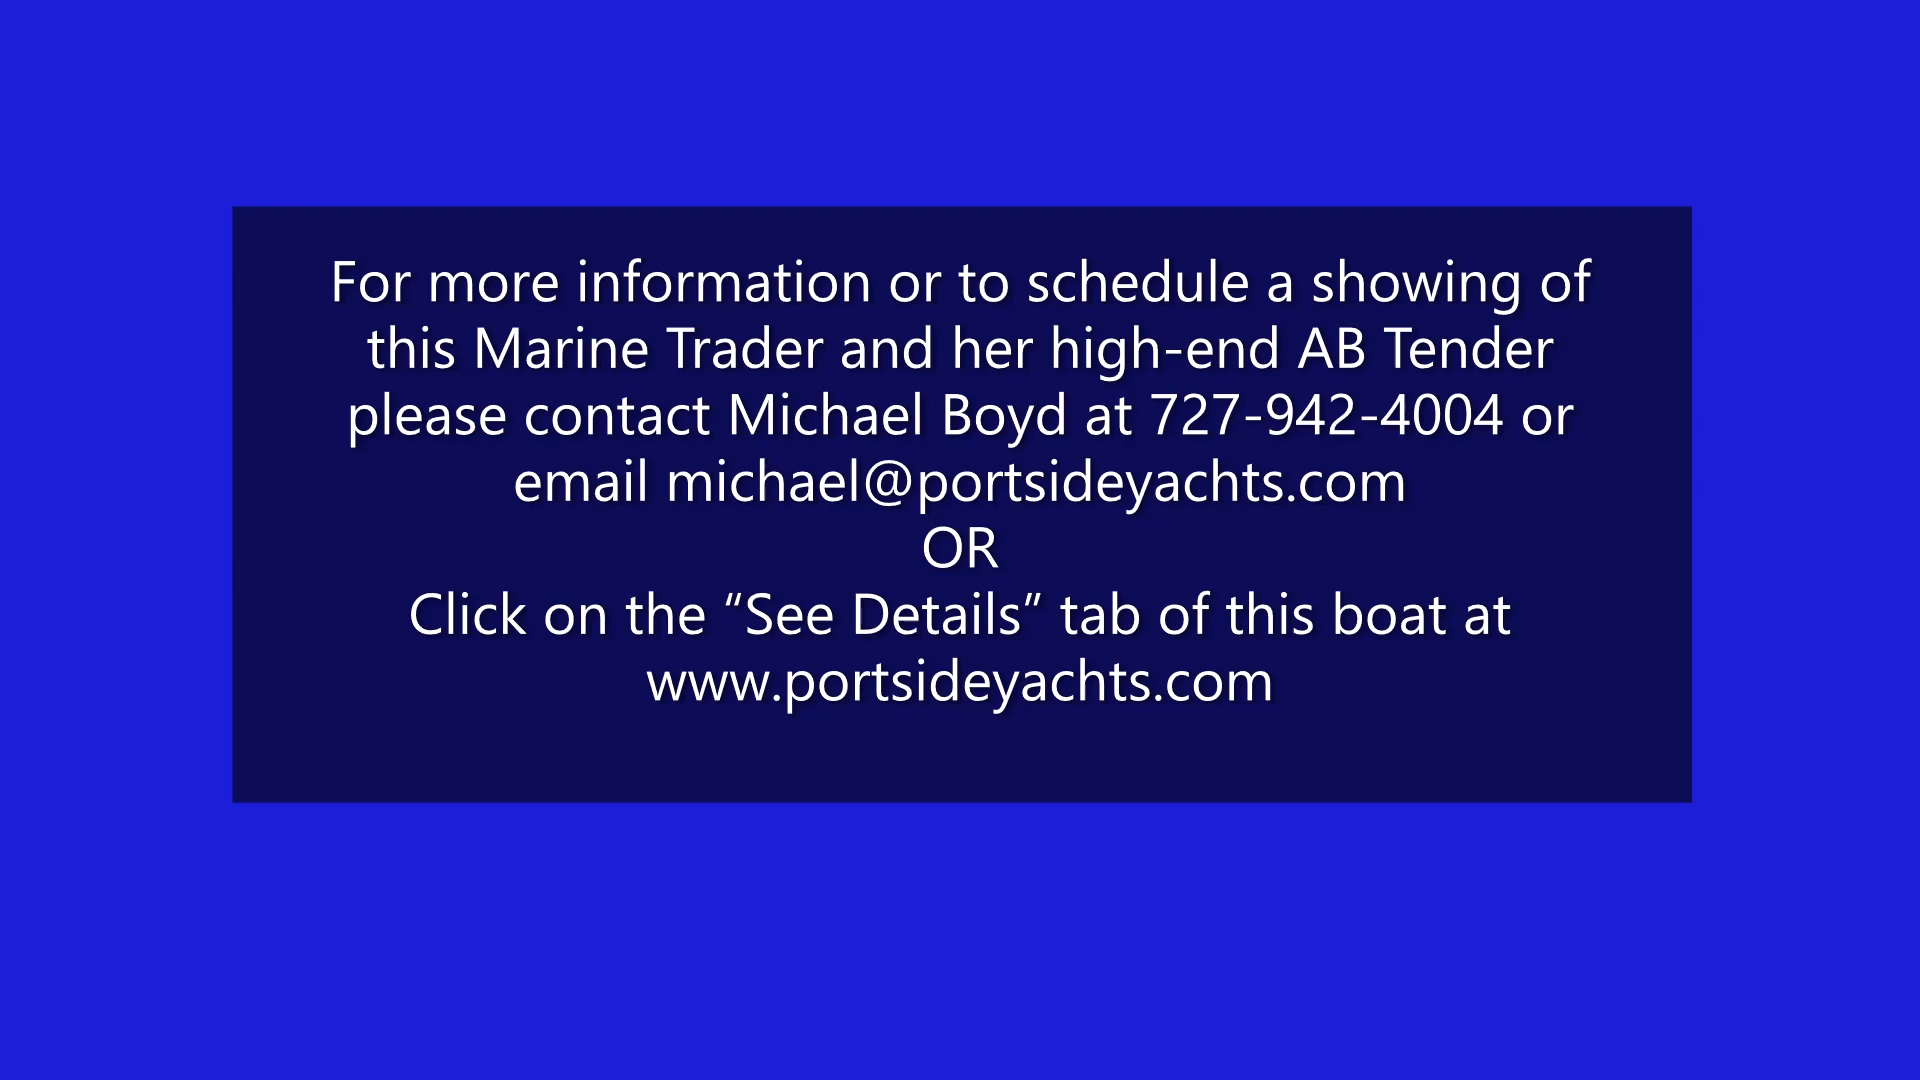 For more information or to schedule a showing of
this Marine Trader and her high-end AB Tender
please contact Michael Boyd at 727-942-4004 or
email michael@portsideyachts.com
OR
Click on the “See Details” tab of this boat at
www.portsideyachts.com